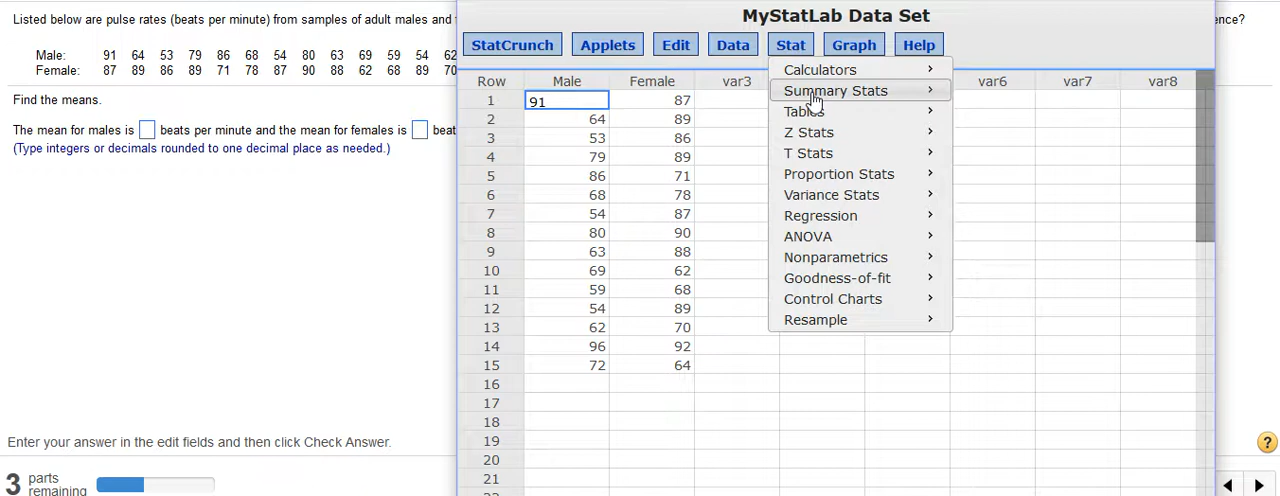 Listed below are pulse rates (beats per minute) from samples of adult males and
ence?
Male: 91 64 53 79 86 68 54 80 63 69 59 54 62
Female: 87 89 86 89 71 78 87 90 88 62 68 89 70
Find the means.
The mean for males is beats per minute and the mean for females is beat
(Type integers or decimals rounded to one decimal place as needed.)
Enter your answer in the edit fields and then click Check Answer.
3 parts remaining
MyStatLab Data Set
StatCrunch Applets Edit Data Stat Graph Help
Row Male Female var3 var6 var7 var8
1 91 87
2 64 89
3 53 86
4 79 89
5 86 71
6 68 78
7 54 87
8 80 90
9 63 88
10 69 62
11 59 68
12 54 89
13 62 70
14 96 92
15 72 64
16
17
18
19
20
21
Calculators
Summary Stats
Tables
Z Stats
T Stats
Proportion Stats
Variance Stats
Regression
ANOVA
Nonparametrics
Goodness-of-fit
Control Charts
Resample
?